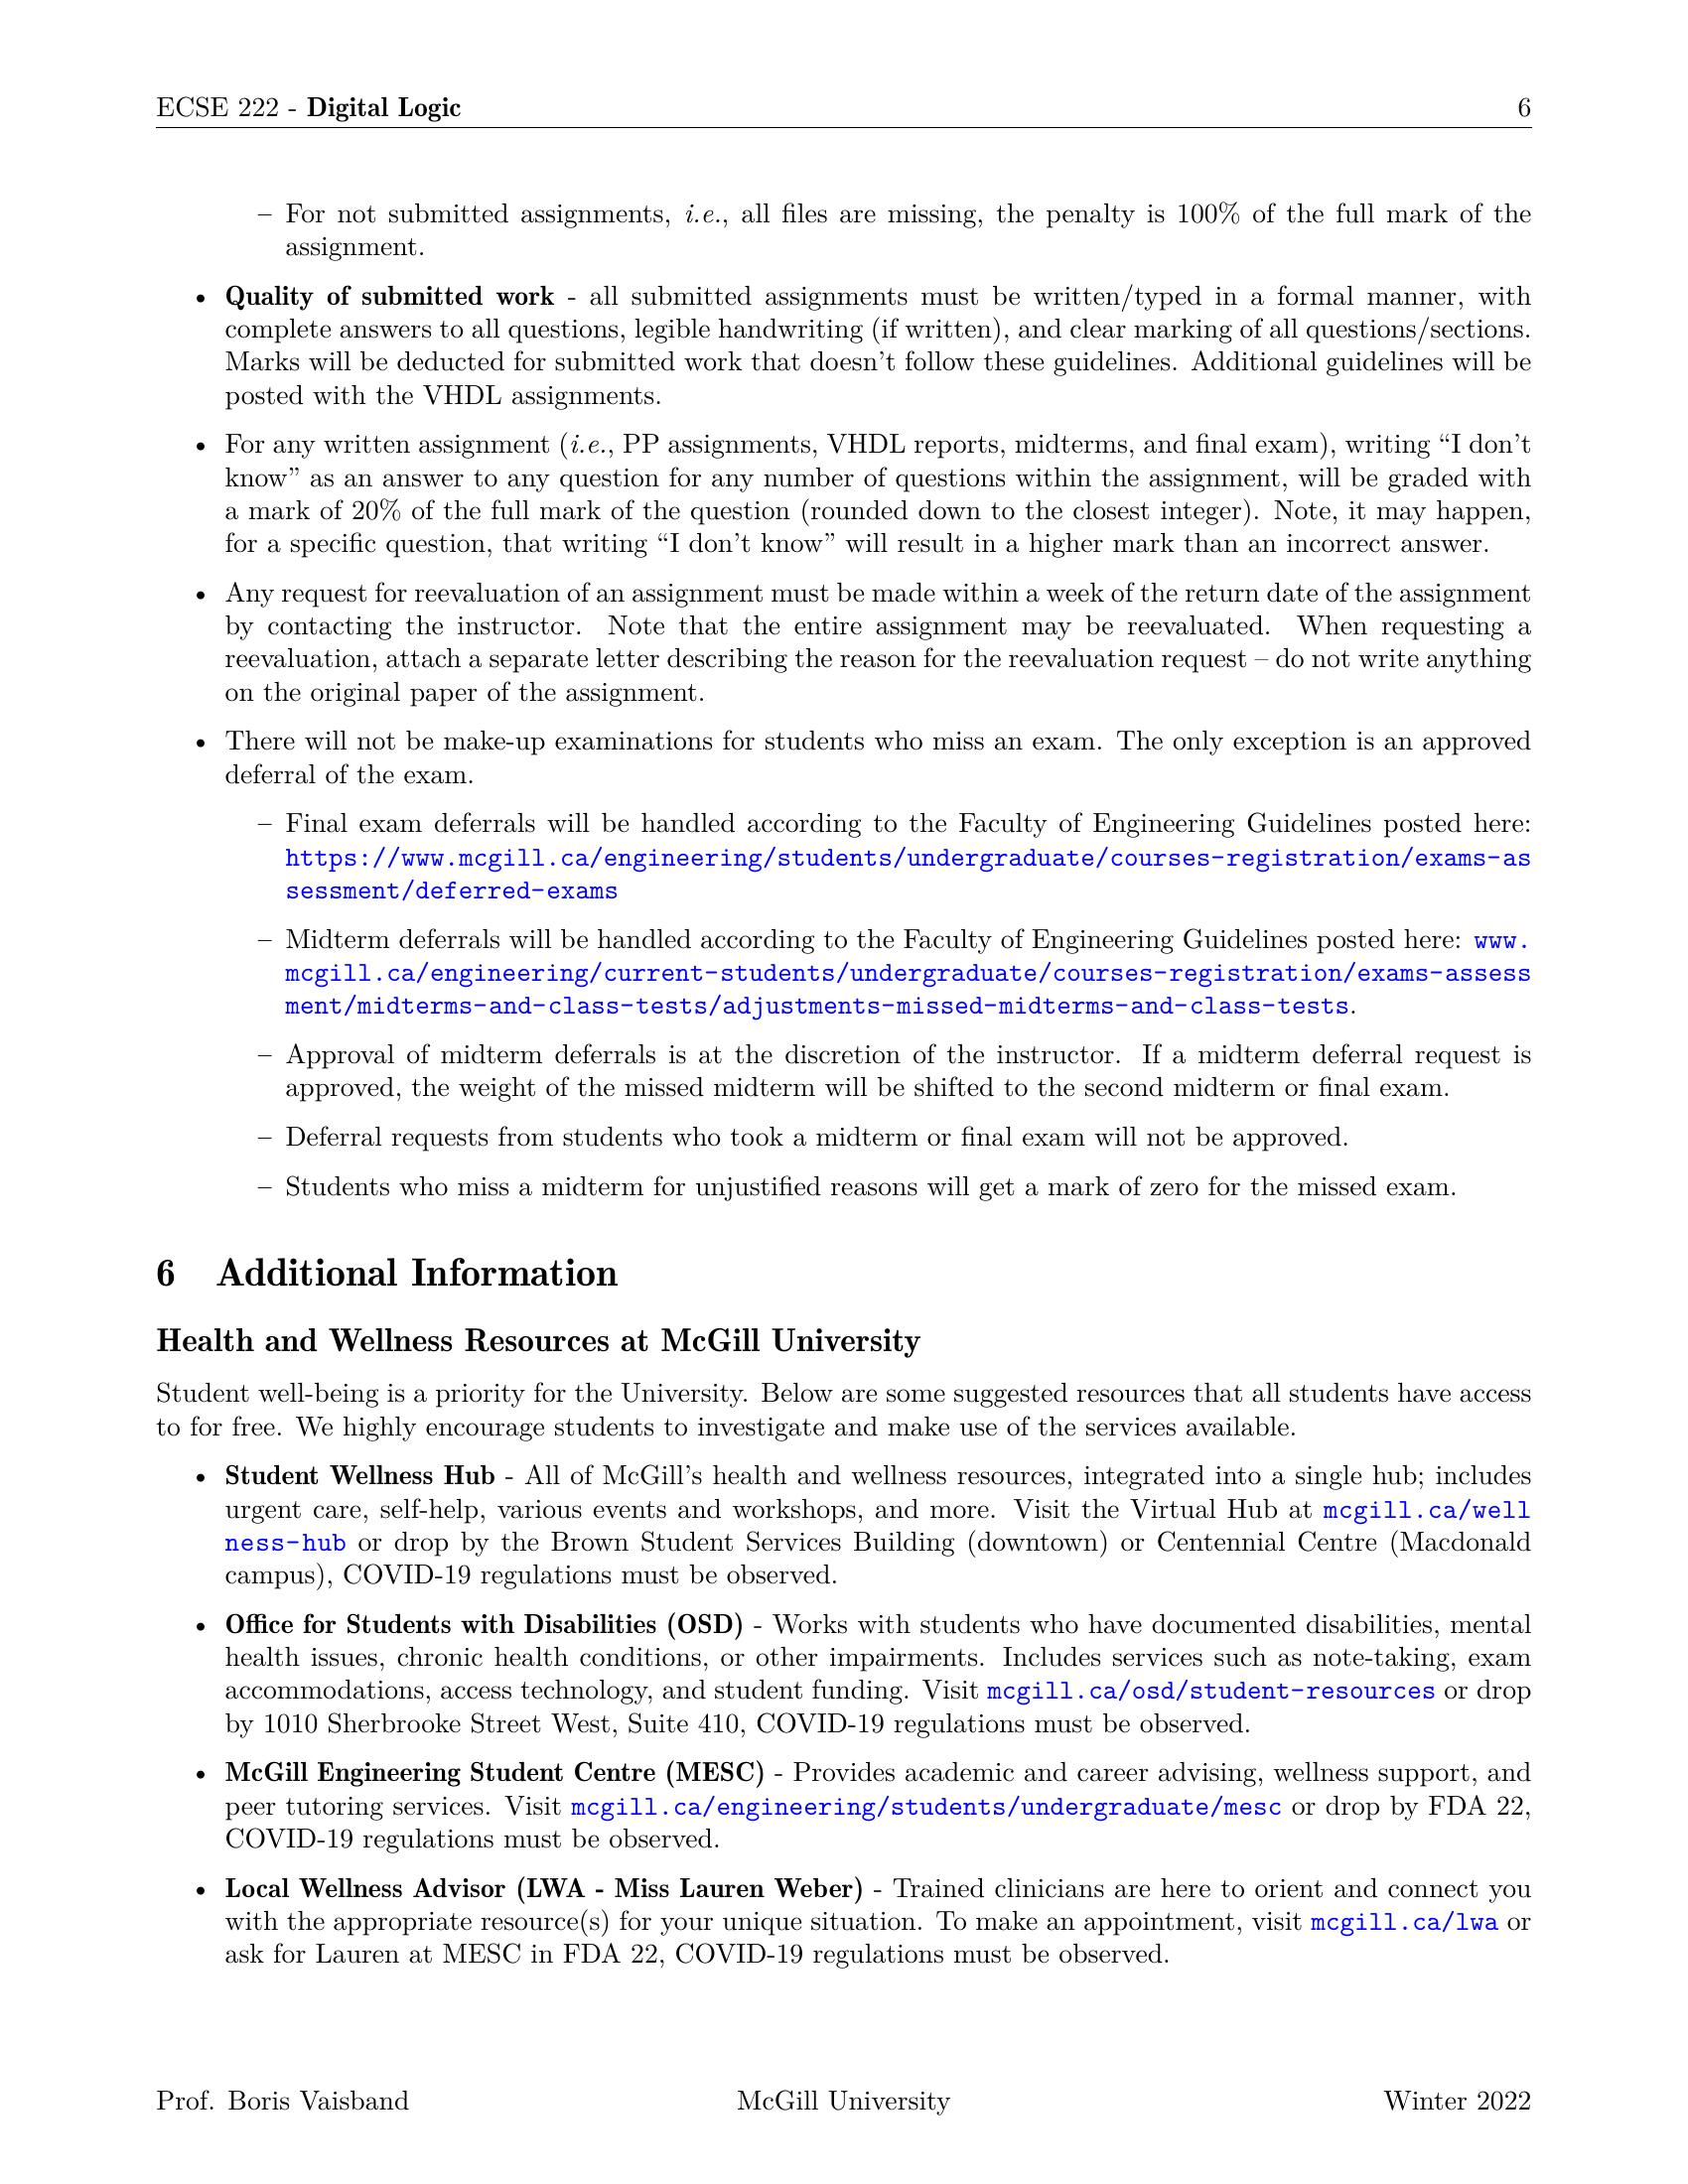 ECSE 222 - Digital Logic 6
– For not submitted assignments, i.e., all files are missing, the penalty is 100% of the full mark of the
assignment.
• Quality of submitted work - all submitted assignments must be written/typed in a formal manner, with
complete answers to all questions, legible handwriting (if written), and clear marking of all questions/sections.
Marks will be deducted for submitted work that doesn’t follow these guidelines. Additional guidelines will be
posted with the VHDL assignments.
• For any written assignment (i.e., PP assignments, VHDL reports, midterms, and final exam), writing “I don’t
know” as an answer to any question for any number of questions within the assignment, will be graded with
a mark of 20% of the full mark of the question (rounded down to the closest integer). Note, it may happen,
for a specific question, that writing “I don’t know” will result in a higher mark than an incorrect answer.
• Any request for reevaluation of an assignment must be made within a week of the return date of the assignment
by contacting the instructor. Note that the entire assignment may be reevaluated. When requesting a
reevaluation, attach a separate letter describing the reason for the reevaluation request – do not write anything
on the original paper of the assignment.
• There will not be make-up examinations for students who miss an exam. The only exception is an approved
deferral of the exam.
– Final exam deferrals will be handled according to the Faculty of Engineering Guidelines posted here:
https://www.mcgill.ca/engineering/students/undergraduate/courses-registration/exams-as
sessment/deferred-exams
– Midterm deferrals will be handled according to the Faculty of Engineering Guidelines posted here: www.
mcgill.ca/engineering/current-students/undergraduate/courses-registration/exams-assess
ment/midterms-and-class-tests/adjustments-missed-midterms-and-class-tests.
– Approval of midterm deferrals is at the discretion of the instructor. If a midterm deferral request is
approved, the weight of the missed midterm will be shifted to the second midterm or final exam.
– Deferral requests from students who took a midterm or final exam will not be approved.
– Students who miss a midterm for unjustified reasons will get a mark of zero for the missed exam.
6 Additional Information
Health and Wellness Resources at McGill University
Student well-being is a priority for the University. Below are some suggested resources that all students have access
to for free. We highly encourage students to investigate and make use of the services available.
• Student Wellness Hub - All of McGill’s health and wellness resources, integrated into a single hub; includes
urgent care, self-help, various events and workshops, and more. Visit the Virtual Hub at mcgill.ca/well
ness-hub or drop by the Brown Student Services Building (downtown) or Centennial Centre (Macdonald
campus), COVID-19 regulations must be observed.
• Office for Students with Disabilities (OSD) - Works with students who have documented disabilities, mental
health issues, chronic health conditions, or other impairments. Includes services such as note-taking, exam
accommodations, access technology, and student funding. Visit mcgill.ca/osd/student-resources or drop
by 1010 Sherbrooke Street West, Suite 410, COVID-19 regulations must be observed.
• McGill Engineering Student Centre (MESC) - Provides academic and career advising, wellness support, and
peer tutoring services. Visit mcgill.ca/engineering/students/undergraduate/mesc or drop by FDA 22,
COVID-19 regulations must be observed.
• Local Wellness Advisor (LWA - Miss Lauren Weber) - Trained clinicians are here to orient and connect you
with the appropriate resource(s) for your unique situation. To make an appointment, visit mcgill.ca/lwa or
ask for Lauren at MESC in FDA 22, COVID-19 regulations must be observed.
Prof. Boris Vaisband McGill University Winter 2022